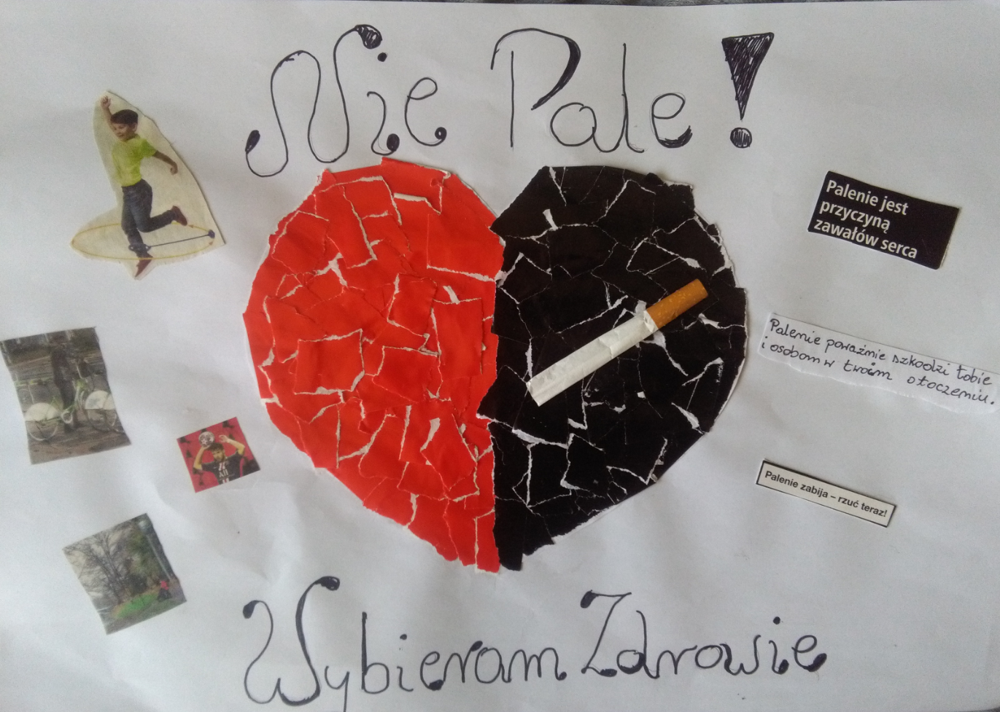 Nie Pale!
Palenie jest
przyczyną
zawałów serca
Palenie poważnie szkodzi tobie
i osobom w twoim otoczeniu.
Palenie zabija – rzuć teraz!
Wybieram Zdrowie